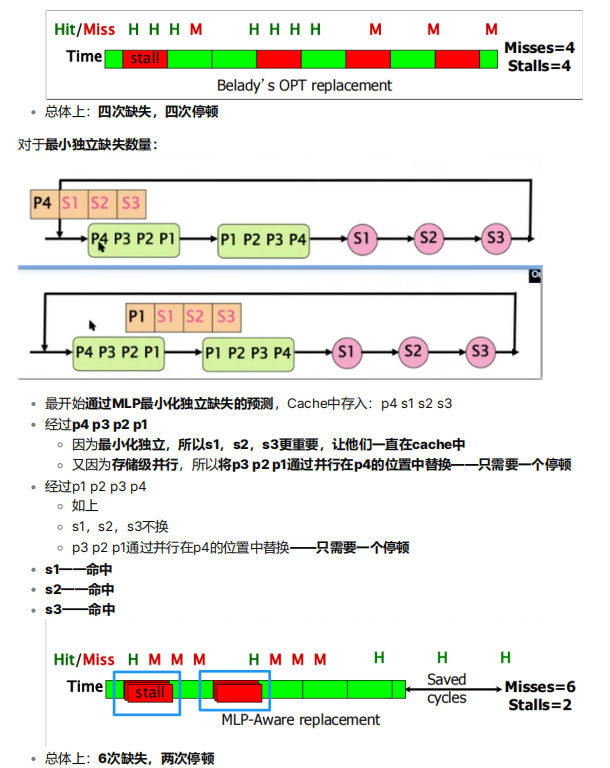 Hit/Miss H H H M H H H H M M M
Time stall Misses=4
Stalls=4
Belady's OPT replacement
总体上：四次缺失，四次停顿
对于最小独立缺失数量：
P4 S1 S2 S3
P4 P3 P2 P1 P1 P2 P3 P4 S1 S2 S3
P1 S1 S2 S3
P4 P3 P2 P1 P1 P2 P3 P4 S1 S2 S3
最开始通过MLP最小化独立缺失的预测，Cache中存入：p4 s1 s2 s3
经过p4 p3 p2 p1
因为最小化独立，所以s1，s2，s3更重要，让他们一直在cache中
又因为存储级并行，所以将p3 p2 p1通过并行在p4的位置中替换——只需要一个停顿
经过p1 p2 p3 p4
如上
s1，s2，s3不换
p3 p2 p1通过并行在p4的位置中替换——只需要一个停顿
s1——命中
s2——命中
s3——命中
Hit/Miss H M M M H M M M H H H
Time stall Saved cycles Misses=6
Stalls=2
MLP-Aware replacement
总体上：6次缺失，两次停顿